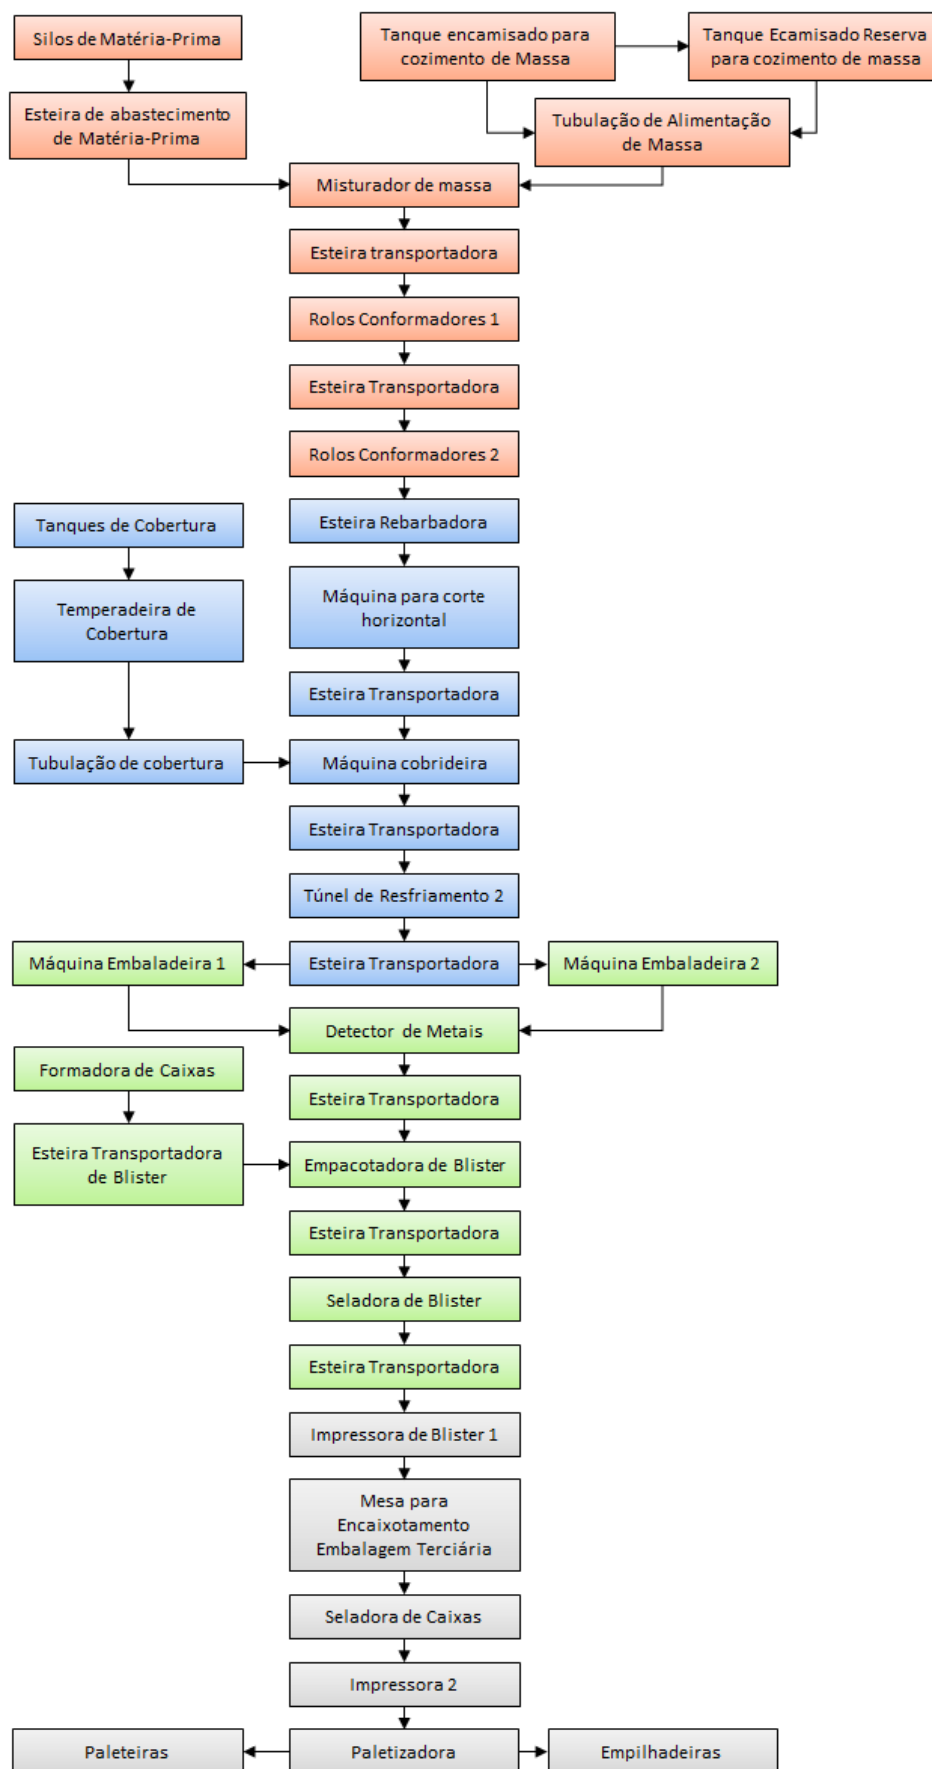 Silos de Matéria-Prima
Tanque encamisado para
cozimento de Massa
Tanque Ecamisado Reserva
para cozimento de massa
Esteira de abastecimento
de Matéria-Prima
Tubulação de Alimentação
de Massa
Misturador de massa
Esteira transportadora
Rolos Conformadores 1
Esteira Transportadora
Rolos Conformadores 2
Tanques de Cobertura
Esteira Rebarbadora
Temperadeira de
Cobertura
Máquina para corte
horizontal
Esteira Transportadora
Tubulação de cobertura
Máquina cobrideira
Esteira Transportadora
Túnel de Resfriamento 2
Máquina Embaladeira 1
Esteira Transportadora
Máquina Embaladeira 2
Detector de Metais
Formadora de Caixas
Esteira Transportadora
Esteira Transportadora
de Blister
Empacotadora de Blister
Esteira Transportadora
Seladora de Blister
Esteira Transportadora
Impressora de Blister 1
Mesa para
Encaixotamento
Embalagem Terciária
Seladora de Caixas
Impressora 2
Paleteiras
Paletizadora
Empilhadeiras